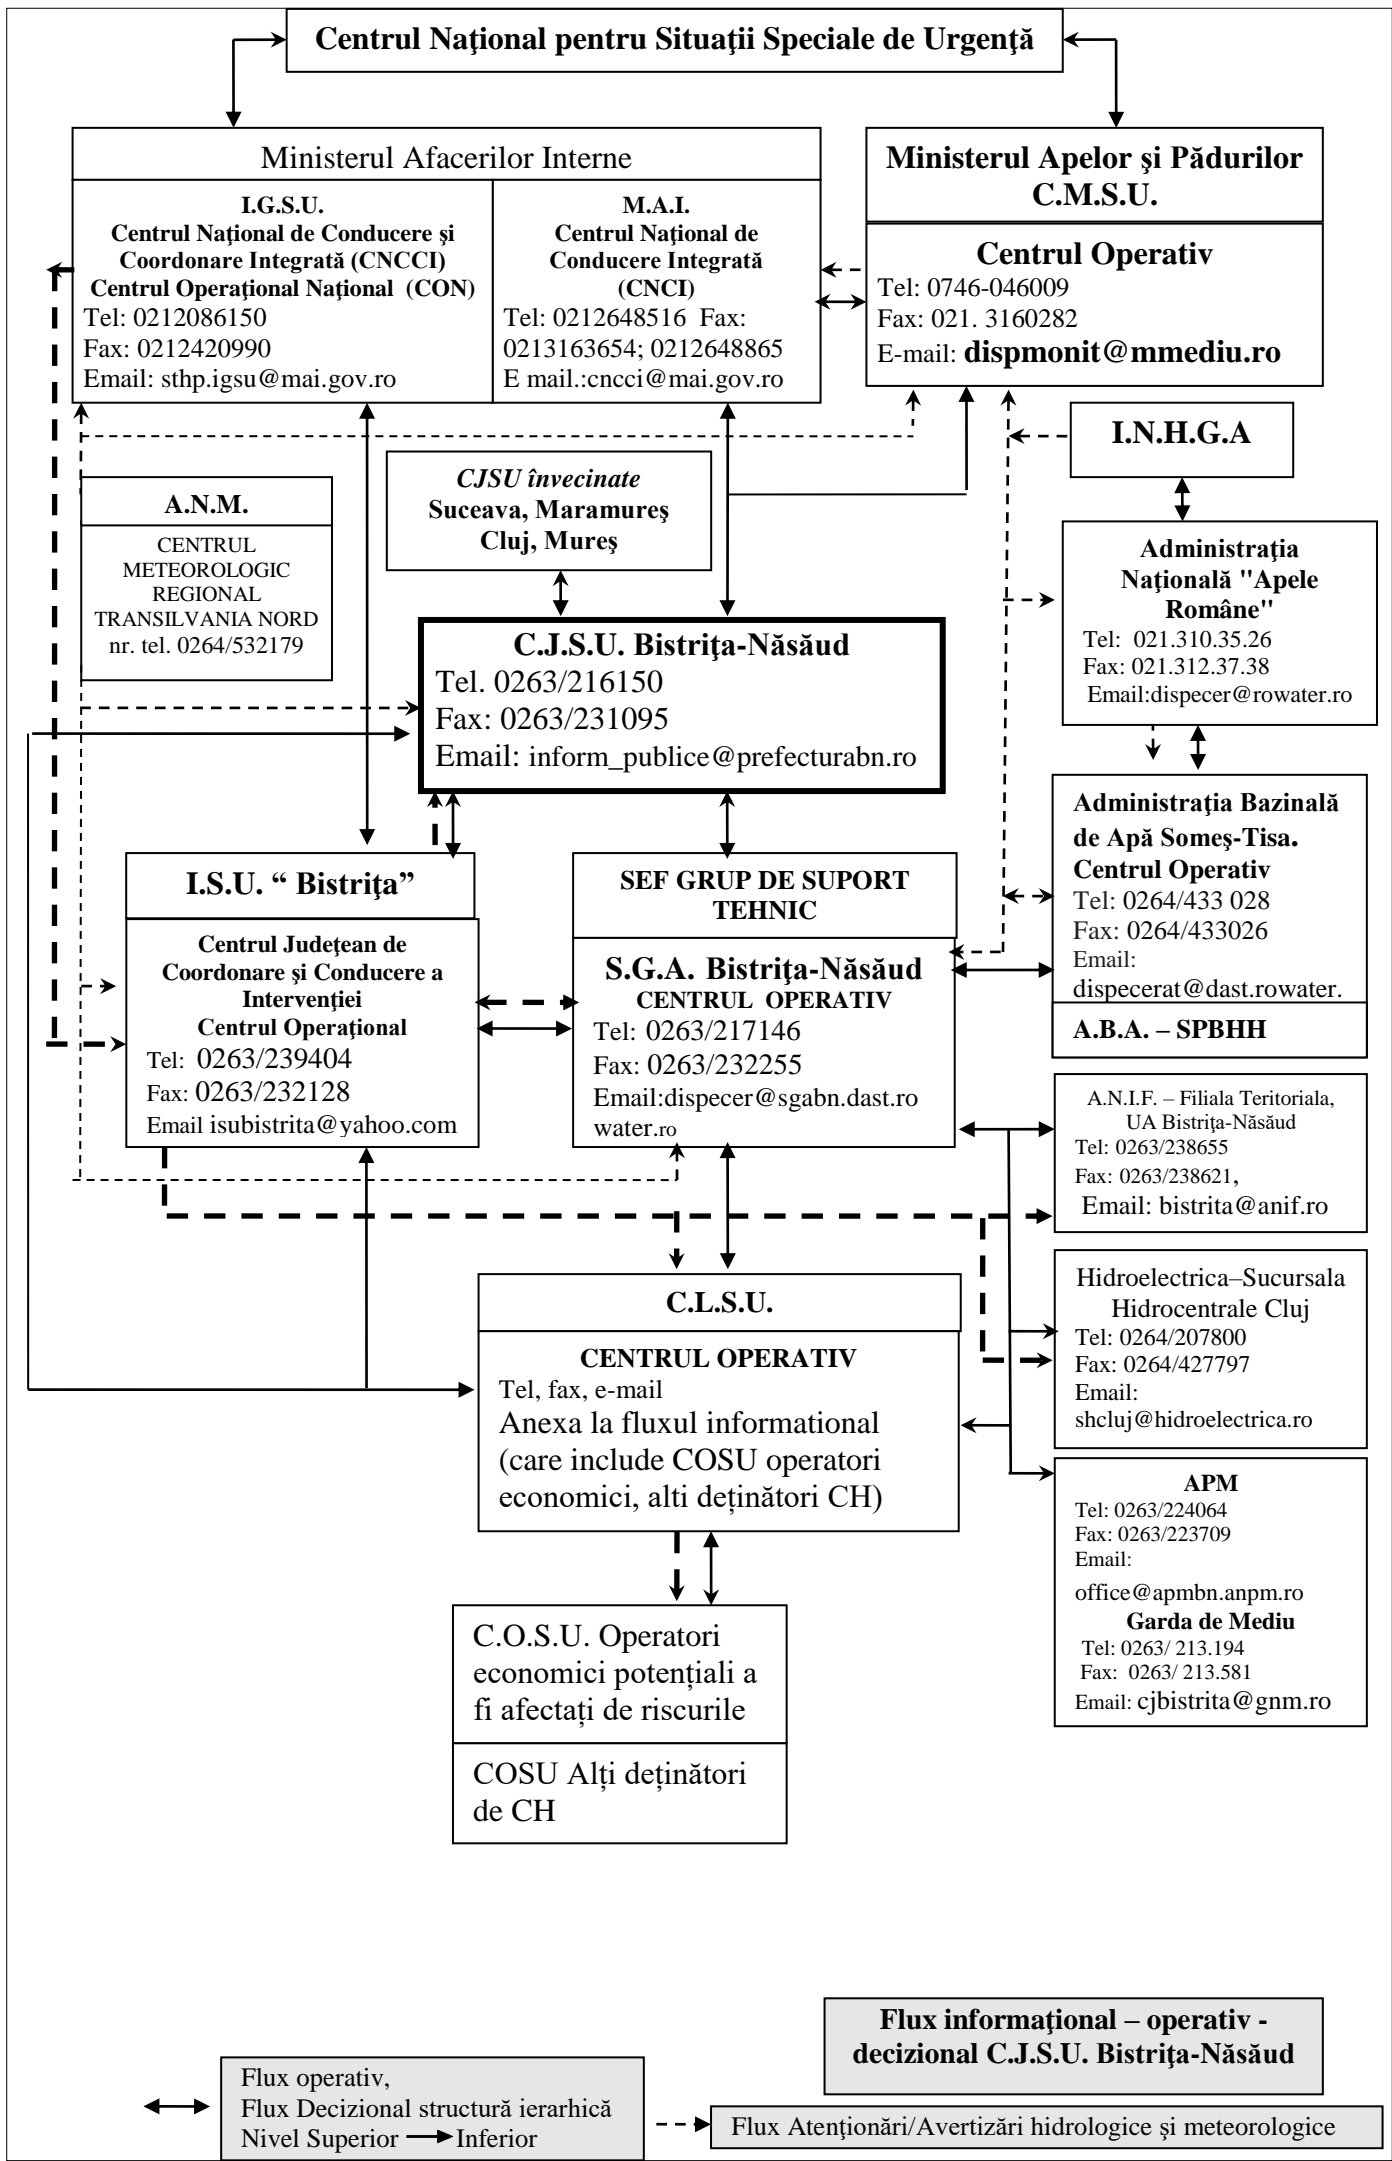 Centrul Naţional pentru Situaţii Speciale de Urgenţă
Ministerul Afacerilor Interne
I.G.S.U.
Centrul Naţional de Conducere şi
Coordonare Integrată (CNCCI)
Centrul Operaţional Naţional (CON)
Tel: 0212086150
Fax: 0212420990
Email: sthp.igsu@mai.gov.ro
M.A.I.
Centrul Naţional de
Conducere Integrată
(CNCI)
Tel: 0212648516 Fax:
0213163654; 0212648865
E mail.:cncci@mai.gov.ro
Ministerul Apelor şi Pădurilor
C.M.S.U.
Centrul Operativ
Tel: 0746-046009
Fax: 021. 3160282
E-mail: dispmonit@mmediu.ro
I.N.H.G.A
A.N.M.
CENTRUL
METEOROLOGIC
REGIONAL
TRANSILVANIA NORD
nr. tel. 0264/532179
CJSU învecinate
Suceava, Maramureş
Cluj, Mureş
Administraţia
Naţională "Apele
Române"
Tel: 021.310.35.26
Fax: 021.312.37.38
Email:dispecer@rowater.ro
C.J.S.U. Bistriţa-Năsăud
Tel. 0263/216150
Fax: 0263/231095
Email: inform_publice@prefecturabn.ro
Administraţia Bazinală
de Apă Someş-Tisa.
Centrul Operativ
Tel: 0264/433 028
Fax: 0264/433026
Email:
dispecerat@dast.rowater.
A.B.A. – SPBHH
I.S.U. “ Bistriţa”
Centrul Judeţean de
Coordonare şi Conducere a
Intervenţiei
Centrul Operaţional
Tel: 0263/239404
Fax: 0263/232128
Email isubistrita@yahoo.com
SEF GRUP DE SUPORT
TEHNIC
S.G.A. Bistriţa-Năsăud
CENTRUL OPERATIV
Tel: 0263/217146
Fax: 0263/232255
Email:dispecer@sgabn.dast.ro
water.ro
A.N.I.F. – Filiala Teritoriala,
UA Bistriţa-Năsăud
Tel: 0263/238655
Fax: 0263/238621,
Email: bistrita@anif.ro
Hidroelectrica–Sucursala
Hidrocentrale Cluj
Tel: 0264/207800
Fax: 0264/427797
Email:
shcluj@hidroelectrica.ro
C.L.S.U.
CENTRUL OPERATIV
Tel, fax, e-mail
Anexa la fluxul informational
(care include COSU operatori
economici, alti deținători CH)
APM
Tel: 0263/224064
Fax: 0263/223709
Email:
office@apmbn.anpm.ro
Garda de Mediu
Tel: 0263/ 213.194
Fax: 0263/ 213.581
Email: cjbistrita@gnm.ro
C.O.S.U. Operatori
economici potențiali a
fi afectați de riscurile
COSU Alți deținători
de CH
Flux informaţional – operativ -
decizional C.J.S.U. Bistriţa-Năsăud
Flux operativ,
Flux Decizional structură ierarhică
Nivel Superior Inferior
Flux Atenţionări/Avertizări hidrologice şi meteorologice